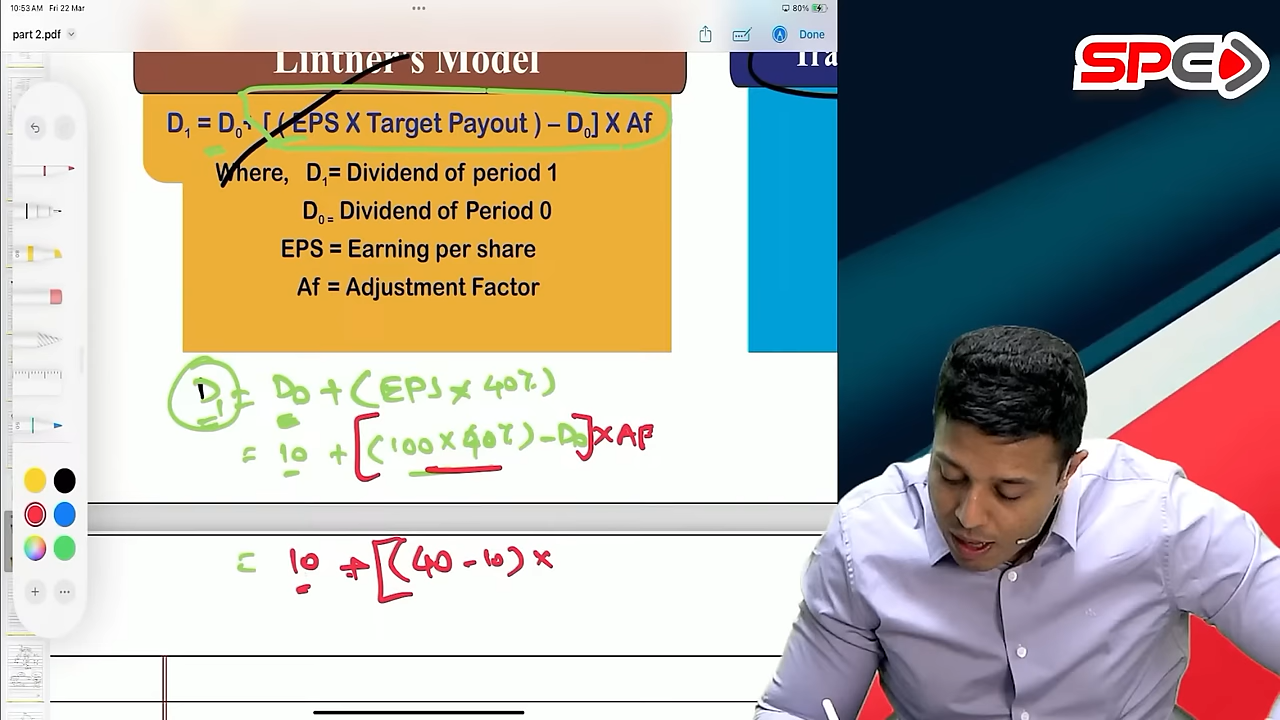 10:53 AM Fri 22 Mar
80%
part 2.pdf
Done
SPC
Lintner's Model
Tra
D1 = D0+ [ ( EPS X Target Payout ) – D0] X Af
Where, D1= Dividend of period 1
D0 = Dividend of Period 0
EPS = Earning per share
Af = Adjustment Factor
D1 = D0 + (EPS x 40%)
= 10 + [(100 x 40%) - D0] x AF
= 10 + [(40 - 10) x